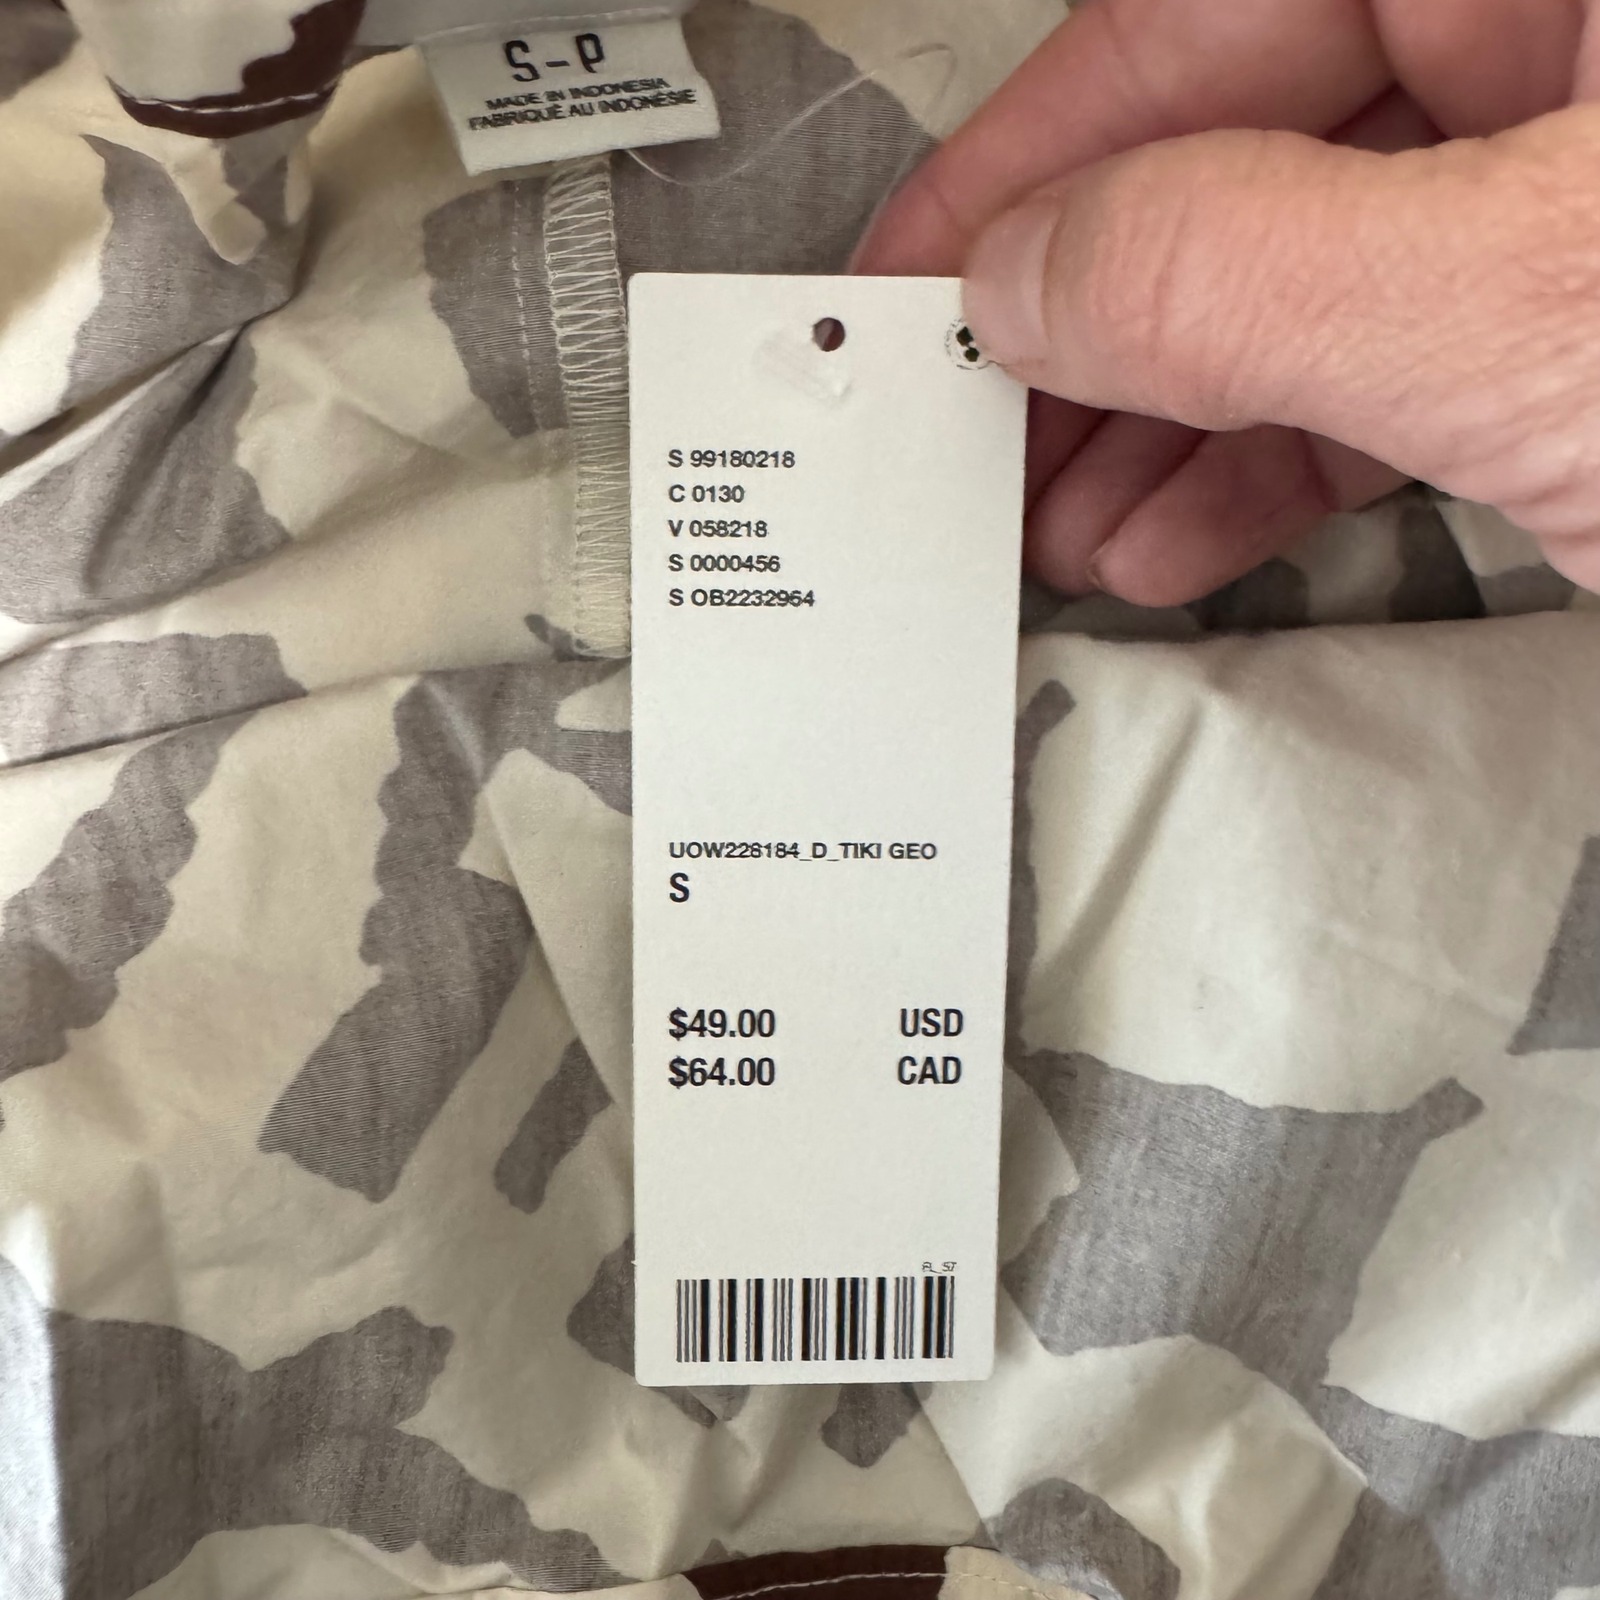 S-P
MADE IN INDONESIA
FABRIQUÉ AU INDONÉSIE
S 99180218
C 0130
V 058218
S 0000456
S OB2232964
UOW228184_D_TIKI GEO
S
$49.00 USD
$64.00 CAD
FL_S7